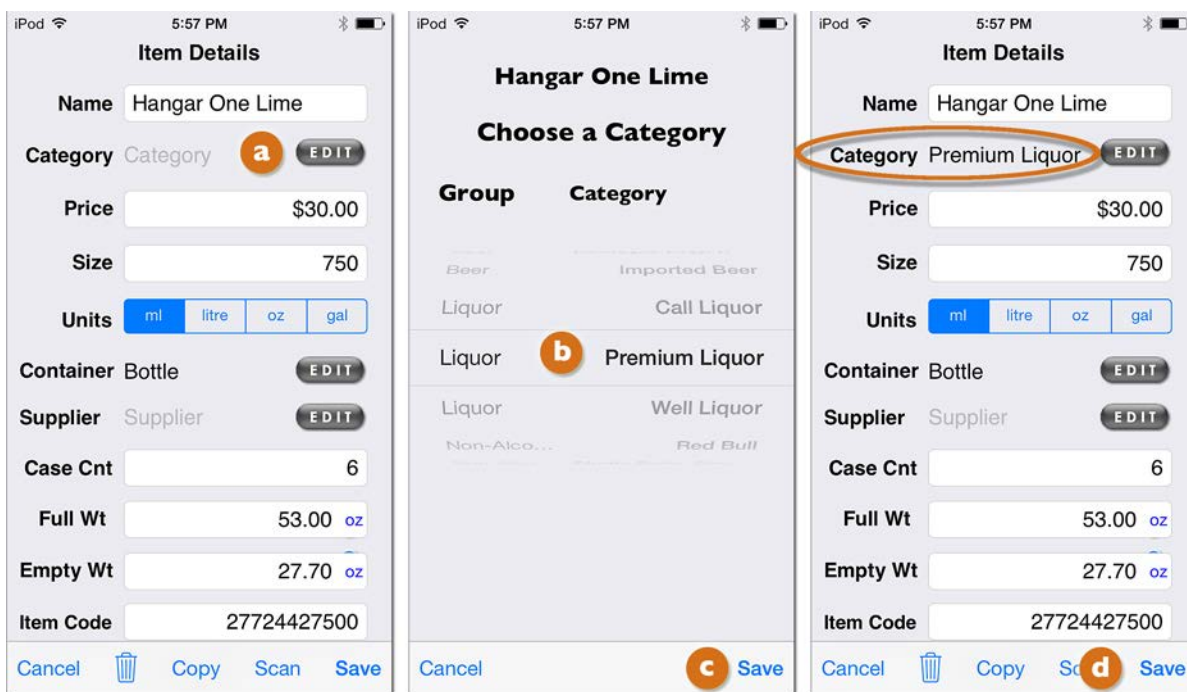 iPod 5:57 PM
Item Details
Name Hangar One Lime
Category Category a EDIT
Price $30.00
Size 750
Units ml litre oz gal
Container Bottle EDIT
Supplier Supplier EDIT
Case Cnt 6
Full Wt 53.00 oz
Empty Wt 27.70 oz
Item Code 27724427500
Cancel Copy Scan Save
iPod 5:57 PM
Hangar One Lime
Choose a Category
Group Category
Beer Imported Beer
Liquor Call Liquor
Liquor b Premium Liquor
Liquor Well Liquor
Non-Alco... Red Bull
Cancel c Save
iPod 5:57 PM
Item Details
Name Hangar One Lime
Category Premium Liquor EDIT
Price $30.00
Size 750
Units ml litre oz gal
Container Bottle EDIT
Supplier Supplier EDIT
Case Cnt 6
Full Wt 53.00 oz
Empty Wt 27.70 oz
Item Code 27724427500
Cancel Copy Sc d Save